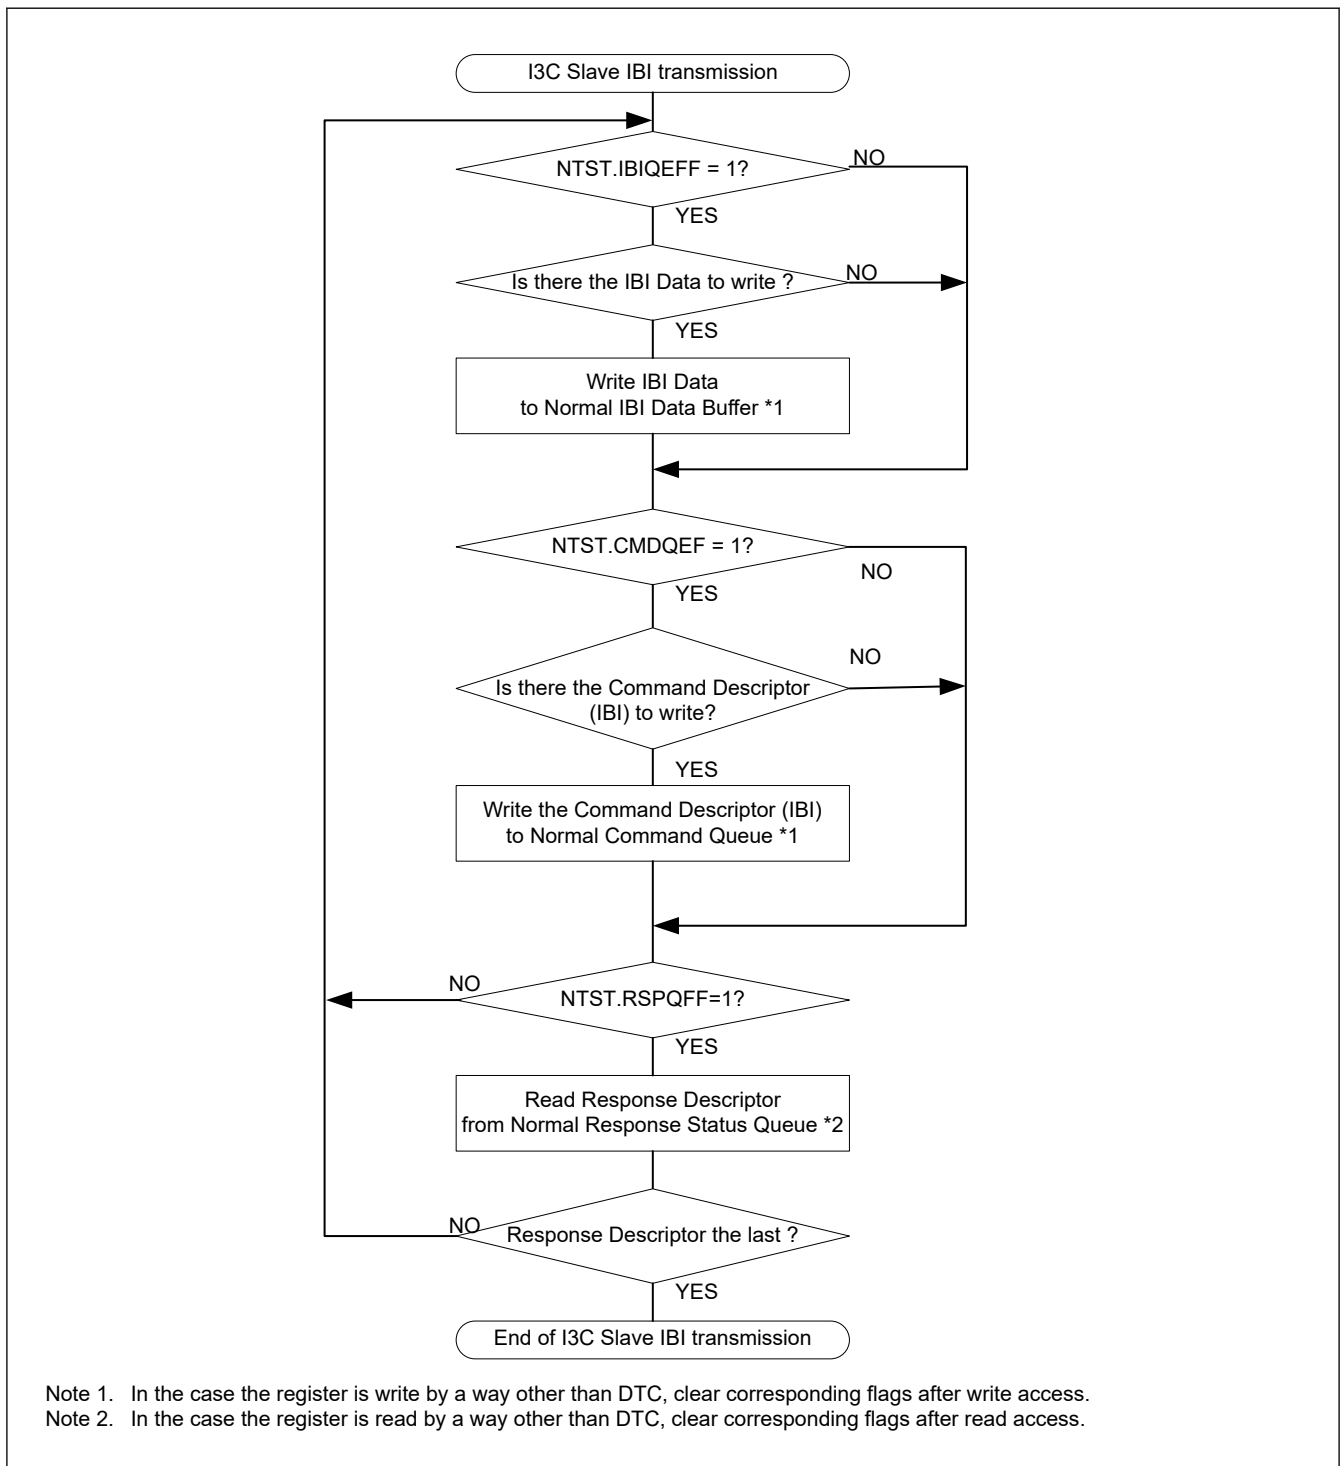 I3C Slave IBI transmission
NTST.IBIQEFF = 1?
NO
YES
Is there the IBI Data to write ?
NO
YES
Write IBI Data
to Normal IBI Data Buffer *1
NTST.CMDQEF = 1?
NO
YES
NO
Is there the Command Descriptor
(IBI) to write?
YES
Write the Command Descriptor (IBI)
to Normal Command Queue *1
NO
NTST.RSPQFF=1?
YES
Read Response Descriptor
from Normal Response Status Queue *2
NO
Response Descriptor the last ?
YES
End of I3C Slave IBI transmission
Note 1. In the case the register is write by a way other than DTC, clear corresponding flags after write access.
Note 2. In the case the register is read by a way other than DTC, clear corresponding flags after read access.